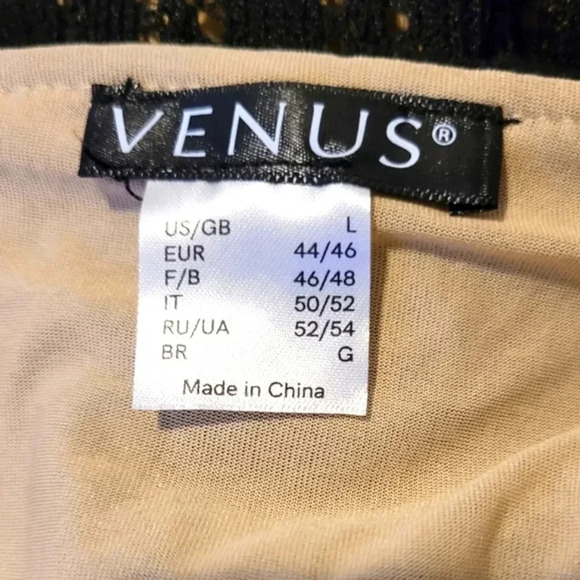 VENUS®
US/GB L
EUR 44/46
F/B 46/48
IT 50/52
RU/UA 52/54
BR G
Made in China